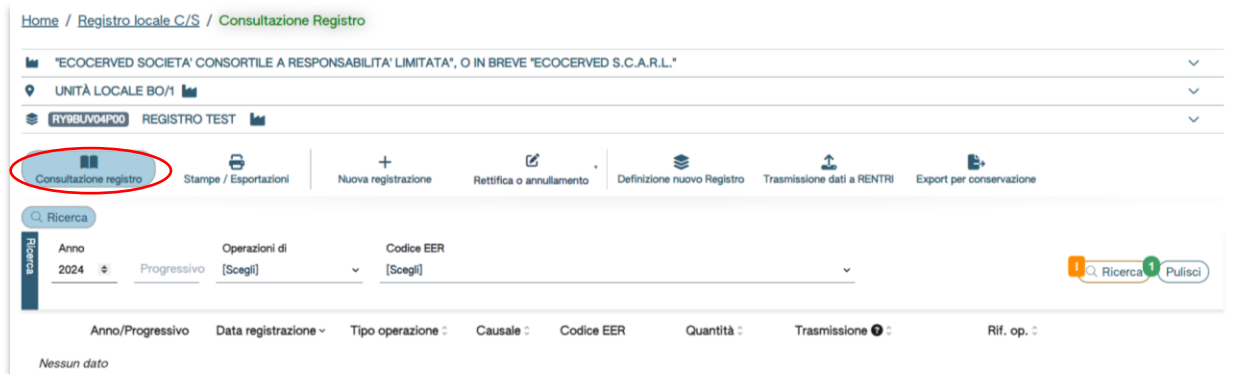 Home / Registro locale C/S / Consultazione Registro
"ECOCERVED SOCIETA' CONSORTILE A RESPONSABILITA' LIMITATA", O IN BREVE "ECOCERVED S.C.A.R.L."
UNITÀ LOCALE BO/1
RY9BUV04P00 REGISTRO TEST
Consultazione registro Stampe / Esportazioni Nuova registrazione Rettifica o annullamento Definizione nuovo Registro Trasmissione dati a RENTRI Export per conservazione
Ricerca
Ricerca
Anno Operazioni di Codice EER
2024 Progressivo [Scegli] [Scegli] ! Ricerca 1 Pulisci
Anno/Progressivo Data registrazione Tipo operazione Causale Codice EER Quantità Trasmissione ? Rif. op.
Nessun dato